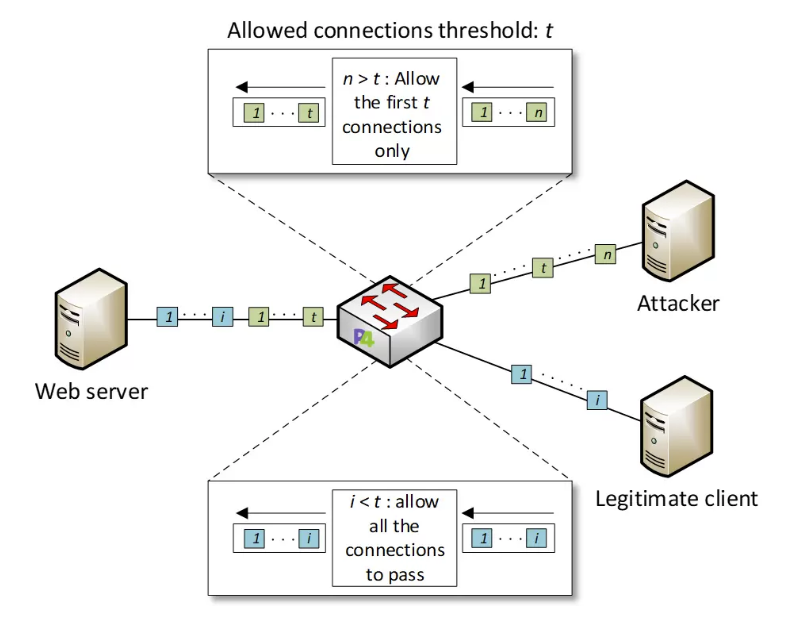 Allowed connections threshold: t
n > t : Allow
the first t
connections
only
1 · · · t
1 · · · n
1 · · · · · t · · · · · · n
Attacker
1 · · · i 1 · · · t
P4
Web server
1 · · · · · i
Legitimate client
i < t : allow
all the
connections
to pass
1 · · · i
1 · · · i